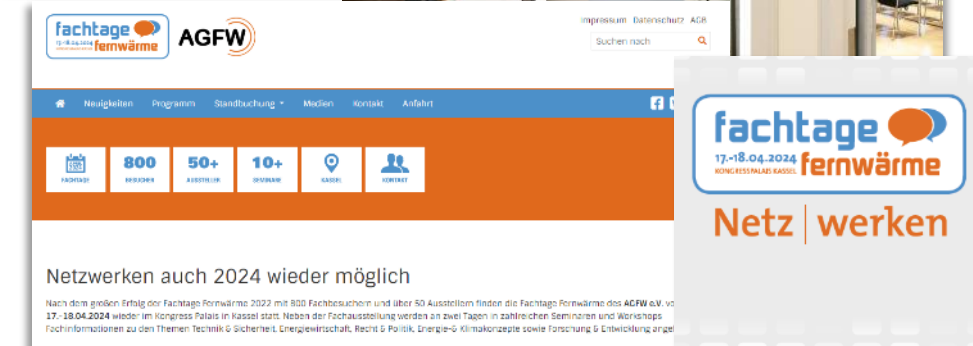 fachtage
17.-18.04.2024 fernwärme
AGFW
Impressum Datenschutz AGB
Suchen nach
Neuigkeiten Programm Standbuchung Medien Kontakt Anfahrt
FACHTAGE
800
BESUCHER
50+
AUSSTELLER
10+
SEMINARE
KASSEL
KONTAKT
fachtage
17.-18.04.2024
KONGRESS PALAIS KASSEL
fernwärme
Netz | werken
Netzwerken auch 2024 wieder möglich
Nach dem großen Erfolg der Fachtage Fernwärme 2022 mit 800 Fachbesuchern und über 50 Ausstellern finden die Fachtage Fernwärme des AGFW e.V.
17.-18.04.2024 wieder im Kongress Palais in Kassel statt. Neben der Fachausstellung werden an zwei Tagen in zahlreichen Seminaren und Workshops
Fachinformationen zu den Themen Technik & Sicherheit, Energiewirtschaft, Recht & Politik, Energie-& Klimakonzepte sowie Forschung & Entwicklung